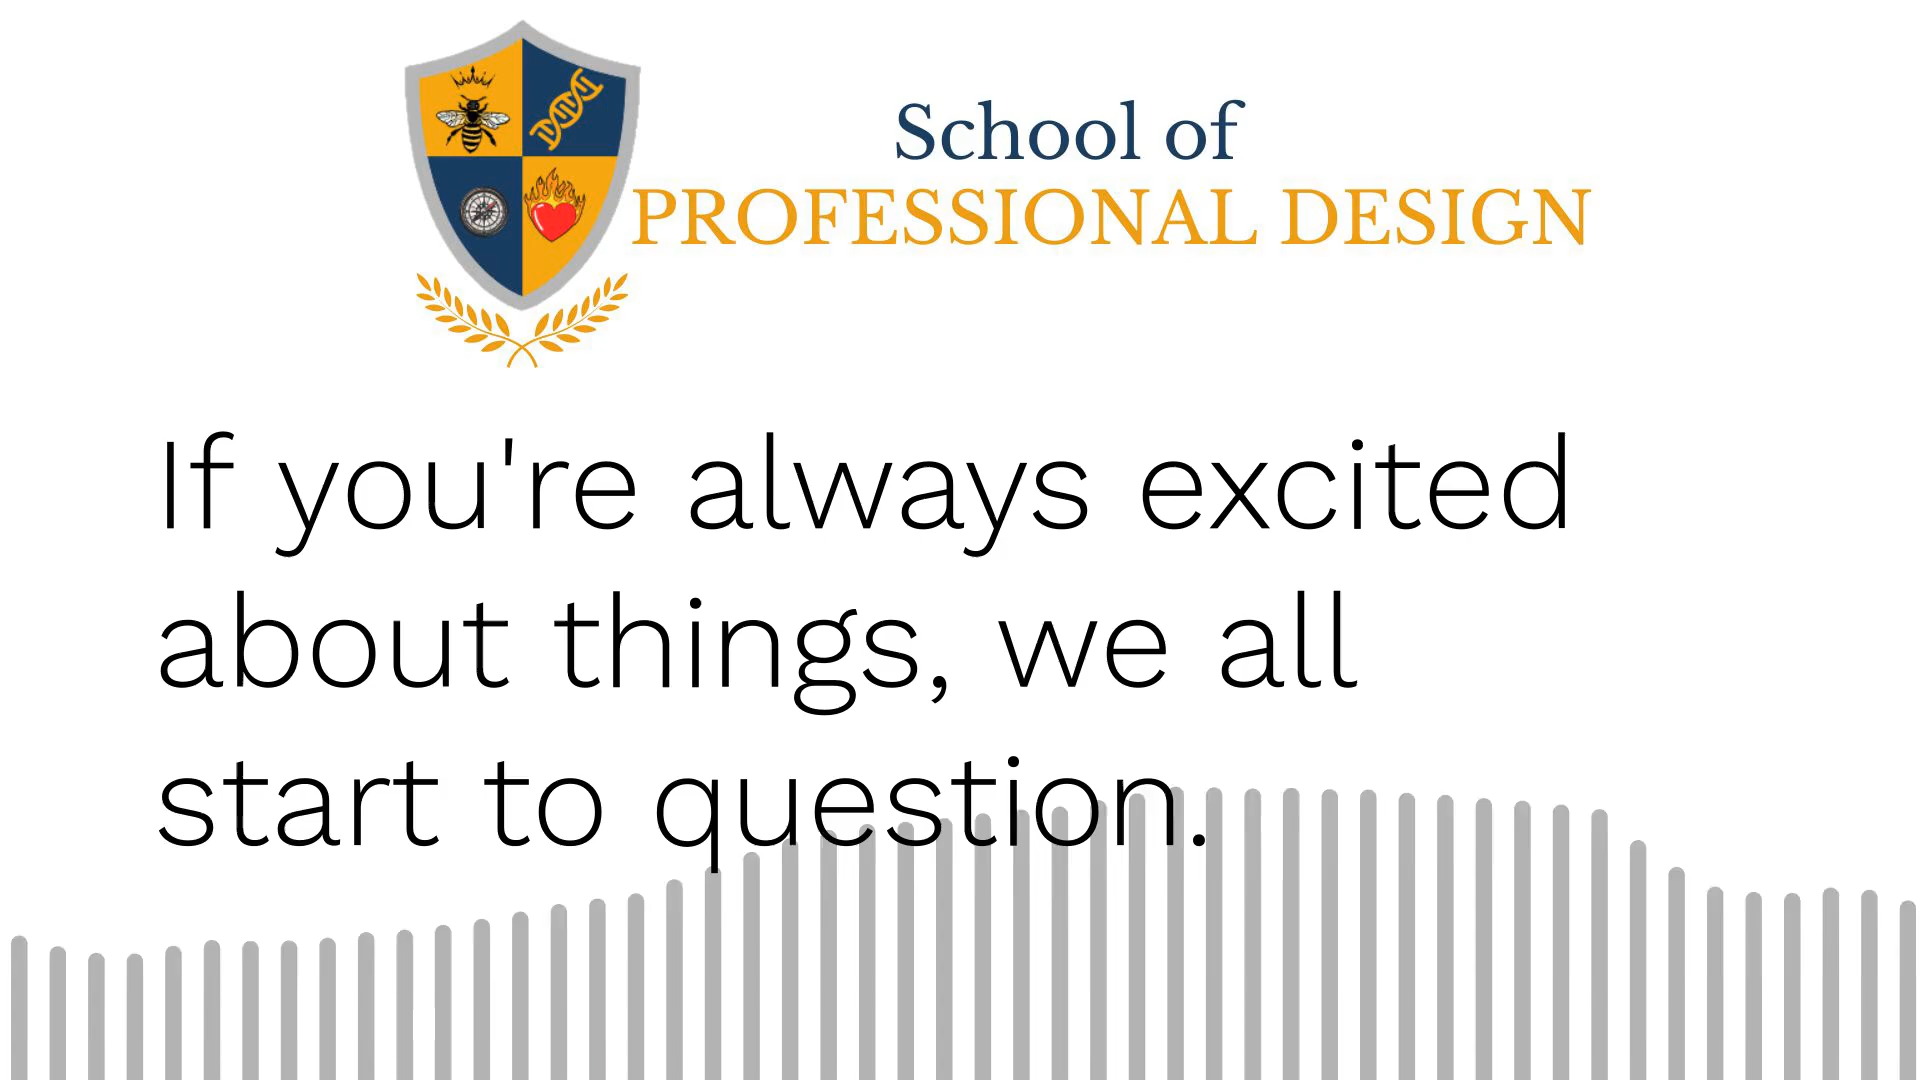 School of
PROFESSIONAL DESIGN
If you're always excited
about things, we all
start to question.